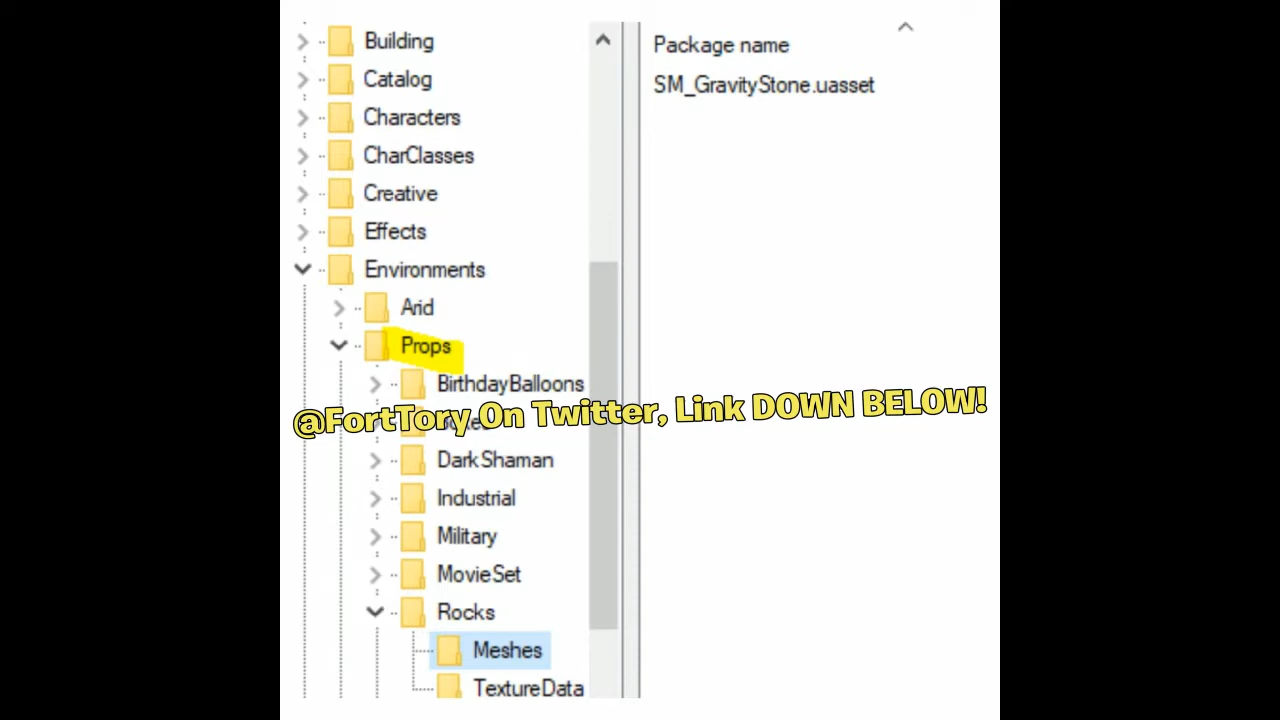 Building
Catalog
Characters
CharClasses
Creative
Effects
Environments
Arid
Props
BirthdayBalloons
@FortTory On Twitter, Link DOWN BELOW!
DarkShaman
Industrial
Military
MovieSet
Rocks
Meshes
TextureData
Package name
SM_GravityStone.uasset